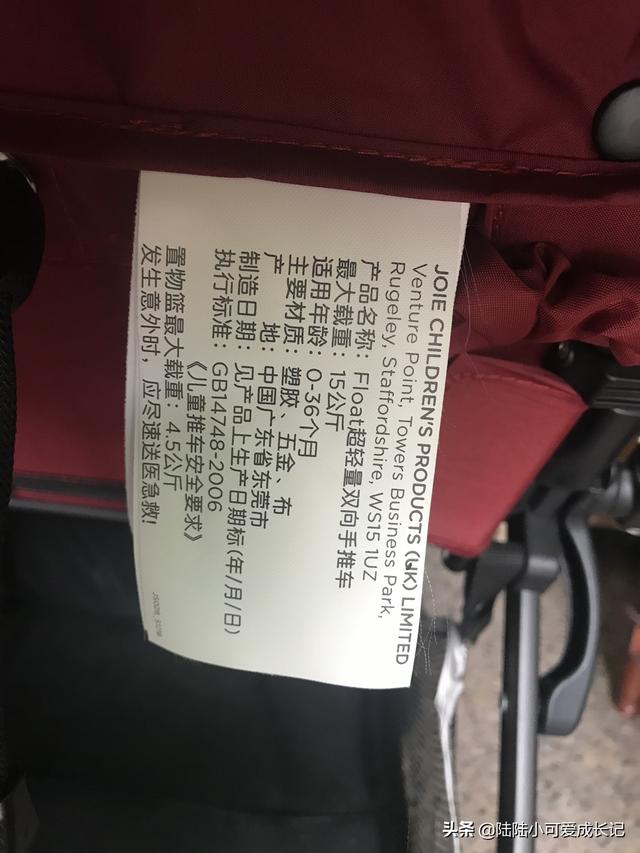 JOIE CHILDREN'S PRODUCTS (UK) LIMITED
Venture Point, Towers Business Park,
Rugeley, Staffordshire, WS15 1UZ
产品名称：Float超轻量双向手推车
最大载重：15公斤
适用年龄：0-36个月
主要材质：塑胶、五金、布
产　　地：中国广东省东莞市
制造日期：见产品上生产日期标(年/月/日)
执行标准：GB14748-2006
《儿童推车安全要求》
置物篮最大载重：4.5公斤
发生意外时，应尽速送医急救!
头条 @陆陆小可爱成长记